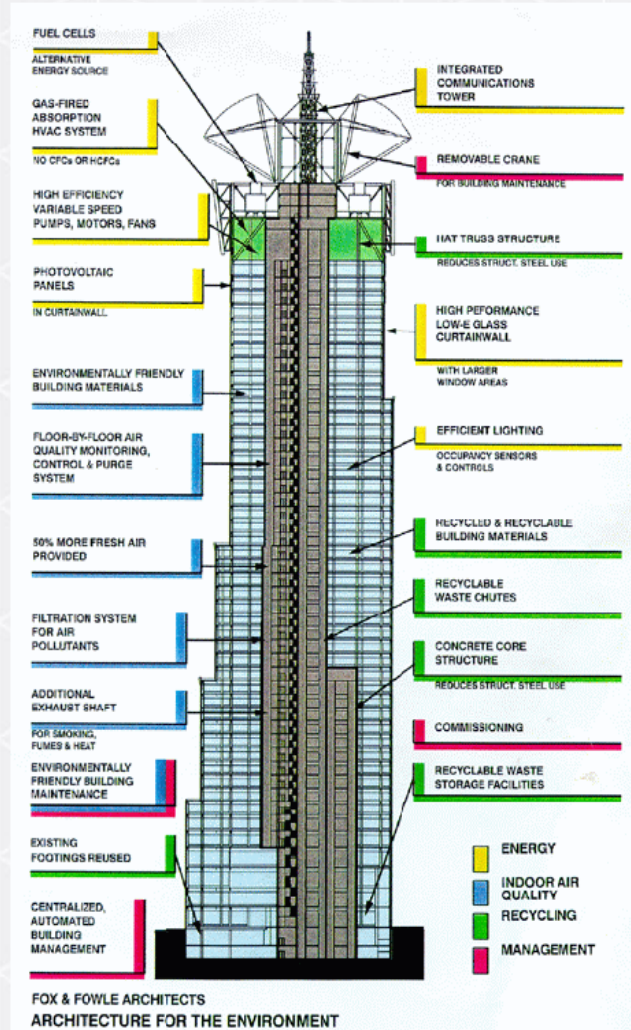 FUEL CELLS
ALTERNATIVE
ENERGY SOURCE
GAS-FIRED
ABSORPTION
HVAC SYSTEM
NO CFCs OR HCFCs
HIGH EFFICIENCY
VARIABLE SPEED
PUMPS, MOTORS, FANS
PHOTOVOLTAIC
PANELS
IN CURTAINWALL
ENVIRONMENTALLY FRIENDLY
BUILDING MATERIALS
FLOOR-BY-FLOOR AIR
QUALITY MONITORING,
CONTROL & PURGE
SYSTEM
50% MORE FRESH AIR
PROVIDED
FILTRATION SYSTEM
FOR AIR
POLLUTANTS
ADDITIONAL
EXHAUST SHAFT
FOR SMOKING,
FUMES & HEAT
ENVIRONMENTALLY
FRIENDLY BUILDING
MAINTENANCE
EXISTING
FOOTINGS REUSED
CENTRALIZED,
AUTOMATED
BUILDING
MANAGEMENT
INTEGRATED
COMMUNICATIONS
TOWER
REMOVABLE CRANE
FOR BUILDING MAINTENANCE
HAT TRUSS STRUCTURE
REDUCES STRUCT. STEEL USE
HIGH PEFORMANCE
LOW-E GLASS
CURTAINWALL
WITH LARGER
WINDOW AREAS
EFFICIENT LIGHTING
OCCUPANCY SENSORS
& CONTROLS
RECYCLED & RECYCLABLE
BUILDING MATERIALS
RECYCLABLE
WASTE CHUTES
CONCRETE CORE
STRUCTURE
REDUCES STRUCT. STEEL USE
COMMISSIONING
RECYCLABLE WASTE
STORAGE FACILITIES
ENERGY
INDOOR AIR
QUALITY
RECYCLING
MANAGEMENT
FOX & FOWLE ARCHITECTS
ARCHITECTURE FOR THE ENVIRONMENT